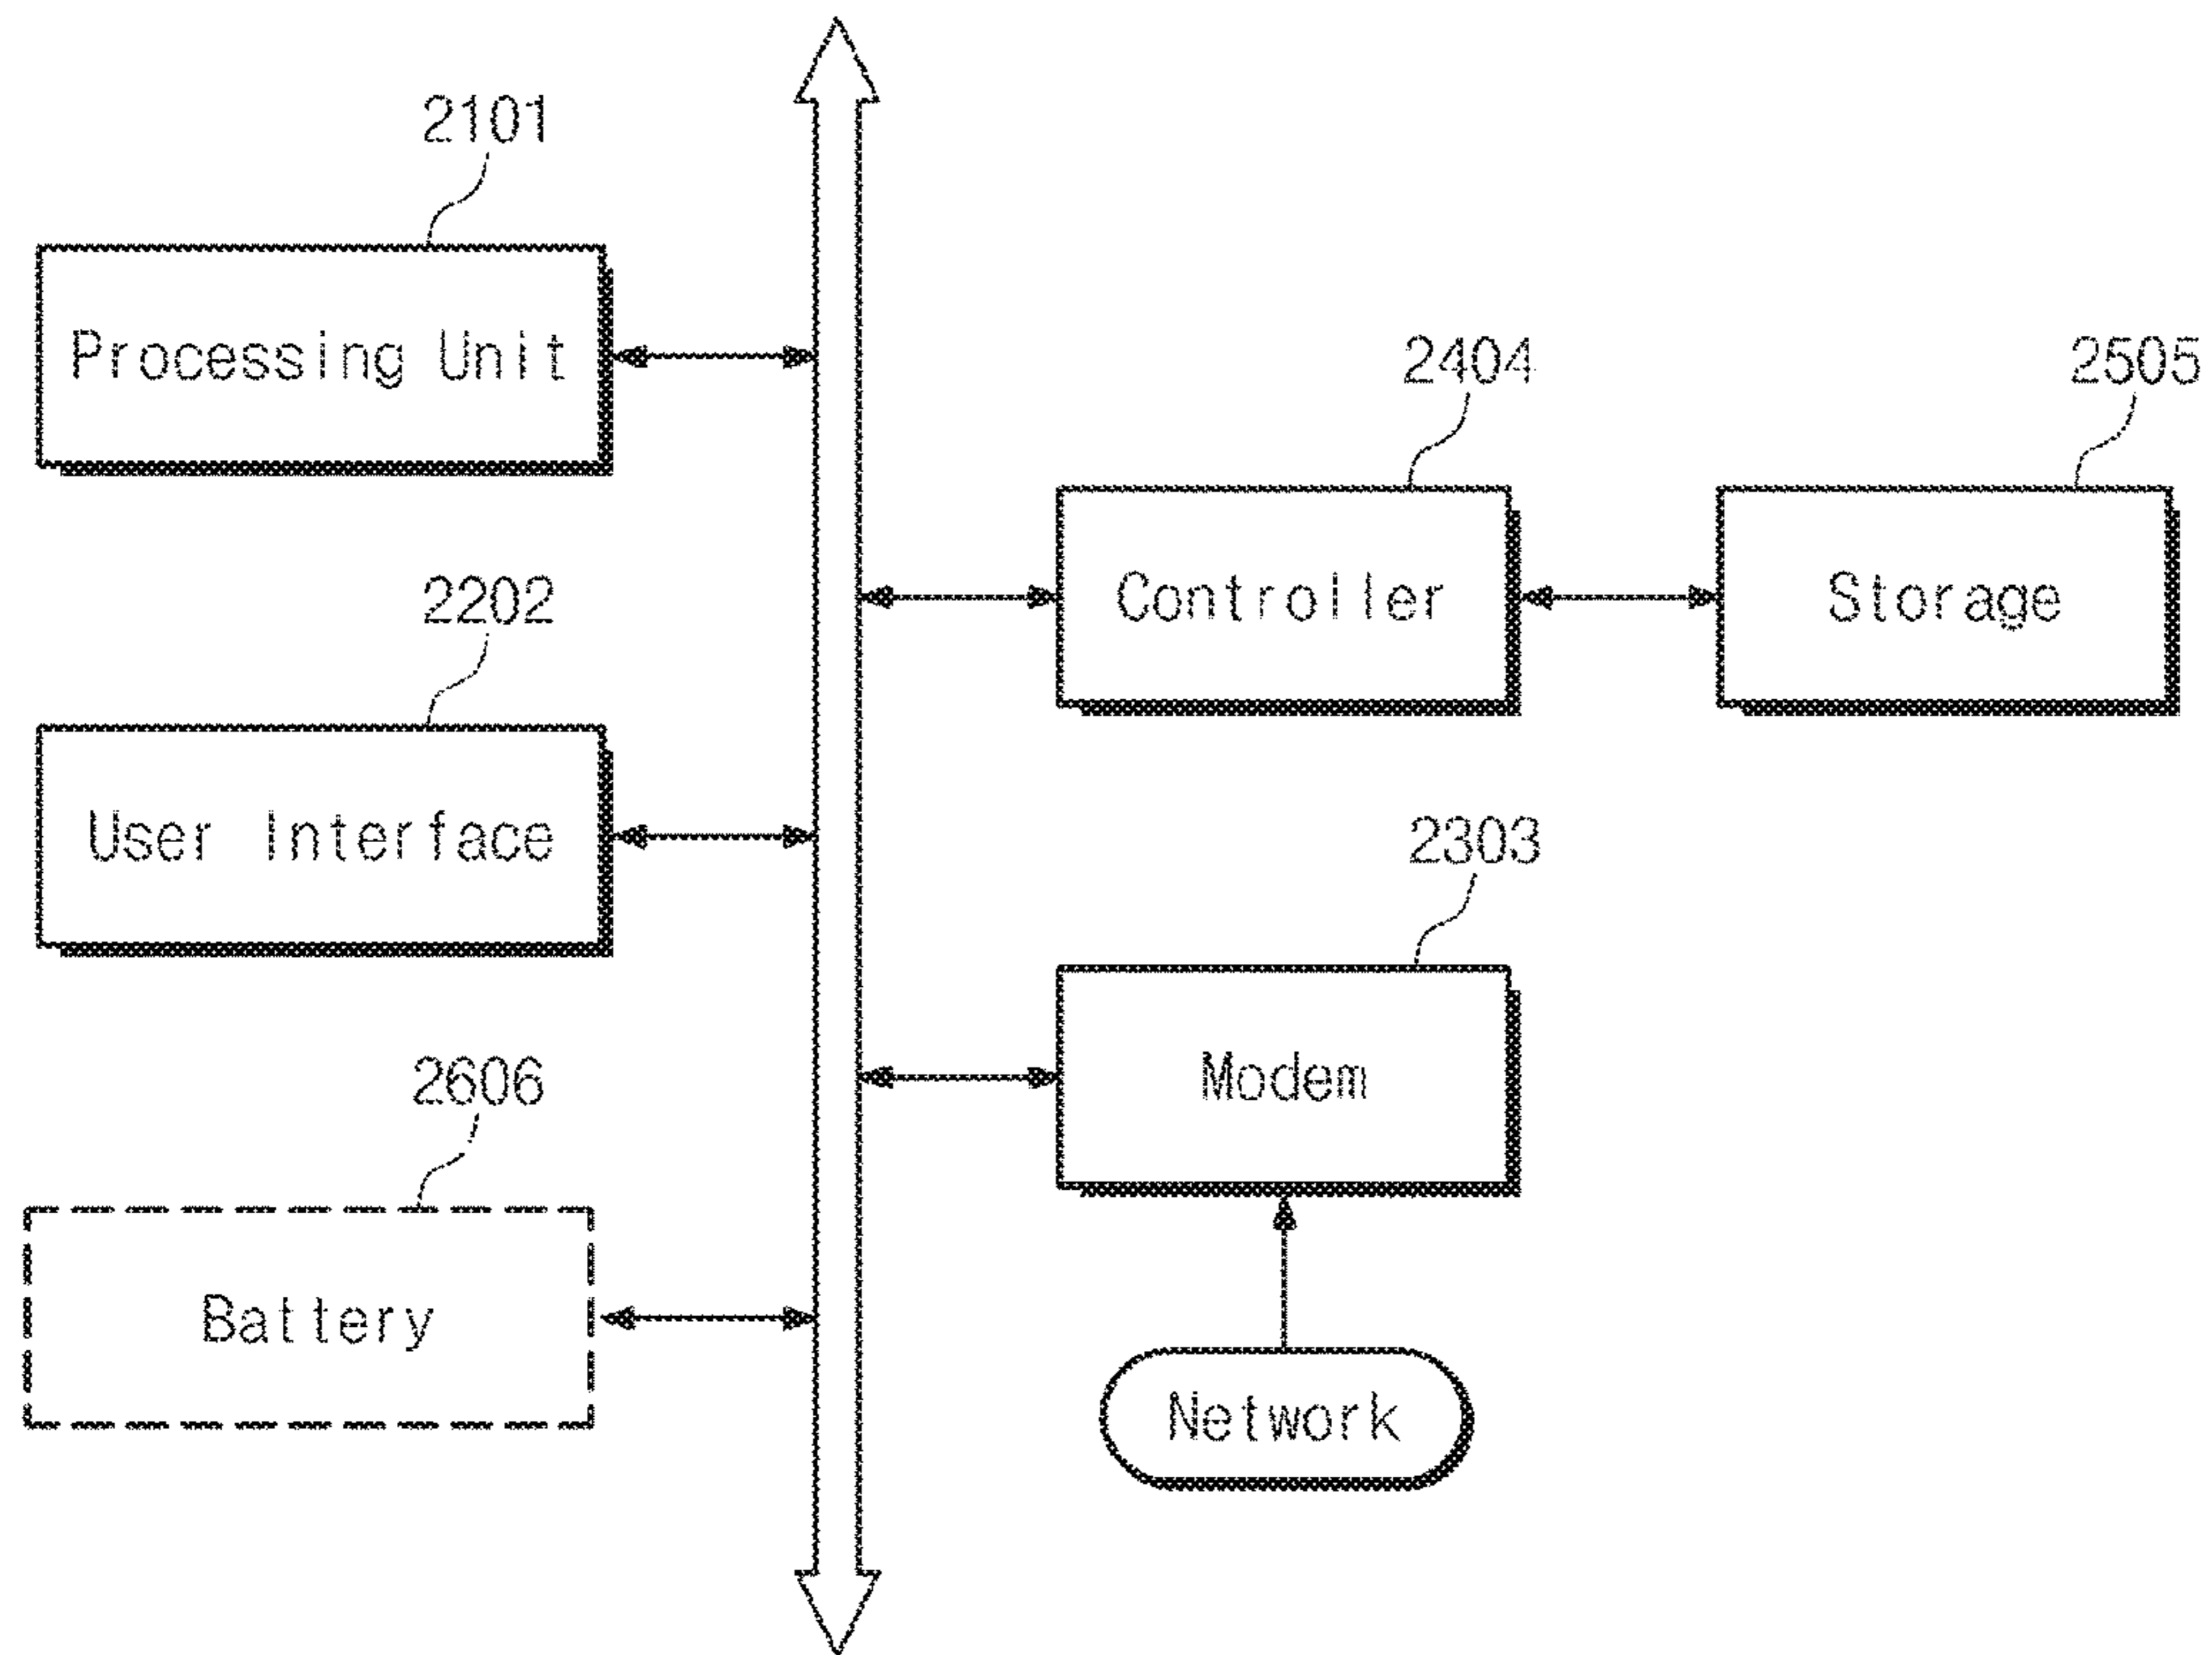 2101
Processing Unit
2404
2505
Controller
Storage
2202
User Interface
2303
Modem
2606
Battery
Network